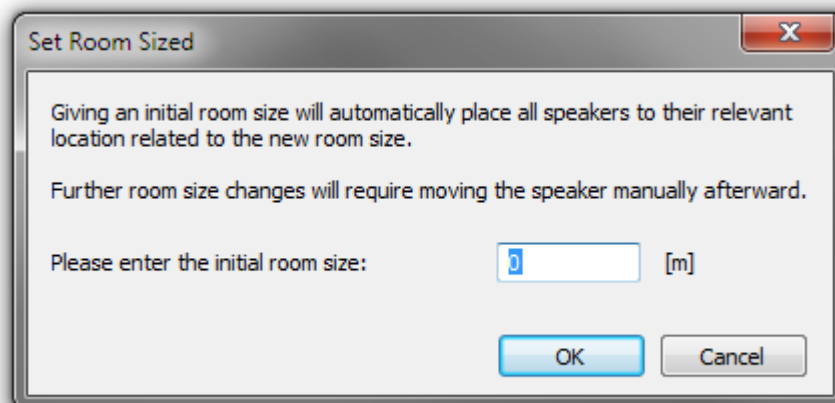 Set Room Sized
Giving an initial room size will automatically place all speakers to their relevant
location related to the new room size.
Further room size changes will require moving the speaker manually afterward.
Please enter the initial room size: 0 [m]
OK Cancel